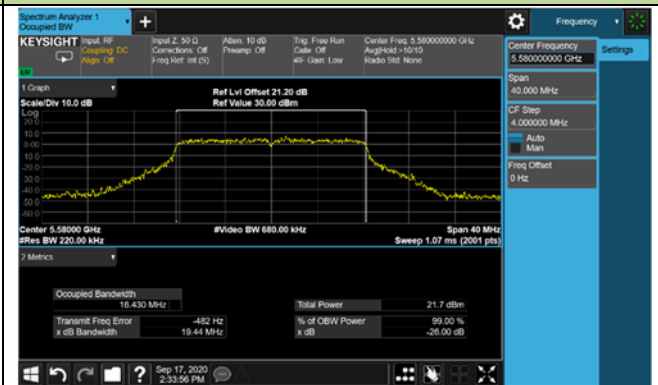 Spectrum Analyzer 1
Occupied BW
Frequency
KEYSIGHT
Input: RF
Coupling: DC
Align: Off
Input Z: 50 Ω
Corrections: Off
Freq Ref: Int (S)
Atten: 10 dB
Preamp: Off
Trig: Free Run
Gate: Off
#IF Gain: Low
Center Freq: 5.580000000 GHz
Avg|Hold:>10/10
Radio Std: None
Center Frequency
5.580000000 GHz
Settings
Span
40.000 MHz
CF Step
4.000000 MHz
Auto
Man
Freq Offset
0 Hz
1 Graph
Scale/Div 10.0 dB
Ref Lvl Offset 21.20 dB
Ref Value 30.00 dBm
Log
20.0
10.0
0.00
-10.0
-20.0
-30.0
-40.0
-50.0
-60.0
Center 5.58000 GHz
#Res BW 220.00 kHz
#Video BW 680.00 kHz
Span 40 MHz
Sweep 1.07 ms (2001 pts)
2 Metrics
Occupied Bandwidth
16.430 MHz
Total Power 21.7 dBm
Transmit Freq Error -482 Hz
% of OBW Power 99.00 %
x dB Bandwidth 19.44 MHz
x dB -26.00 dB
Sep 17, 2020
2:33:56 PM